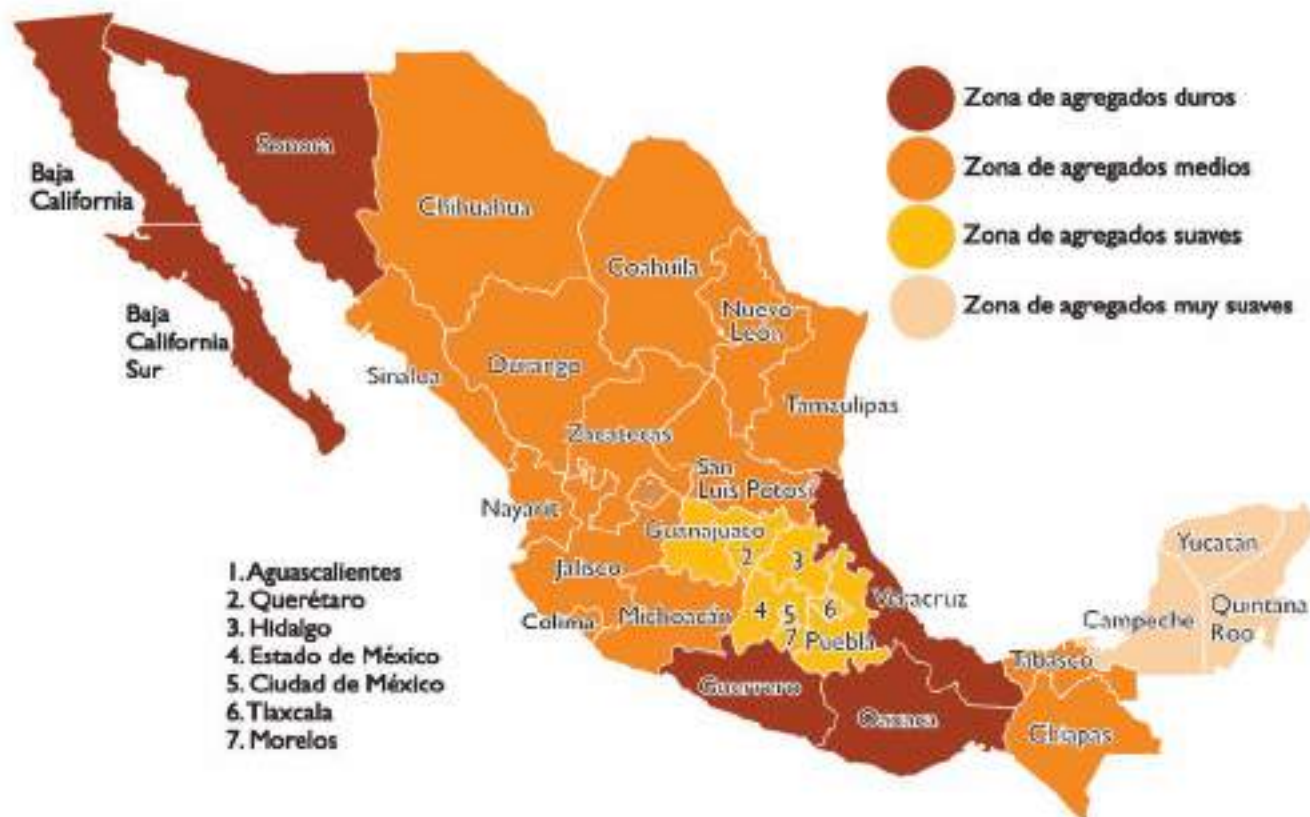 Zona de agregados duros
Zona de agregados medios
Zona de agregados suaves
Zona de agregados muy suaves
Baja
California
Sonora
Chihuahua
Coahuila
Nuevo
León
Baja
California
Sur
Sinalua
Durango
Tamaulipas
Zacatecas
San
Luis Potosí
Nayarit
Guanajuato
2
3
Jalisco
Colima
Michoacán
4
5
6
7
Puebla
Veracruz
Yucatán
Campeche
Quintana
Roo
Tabasco
Guerrero
Oaxaca
Chiapas
1. Aguascalientes
2. Querétaro
3. Hidalgo
4. Estado de México
5. Ciudad de México
6. Tlaxcala
7. Morelos